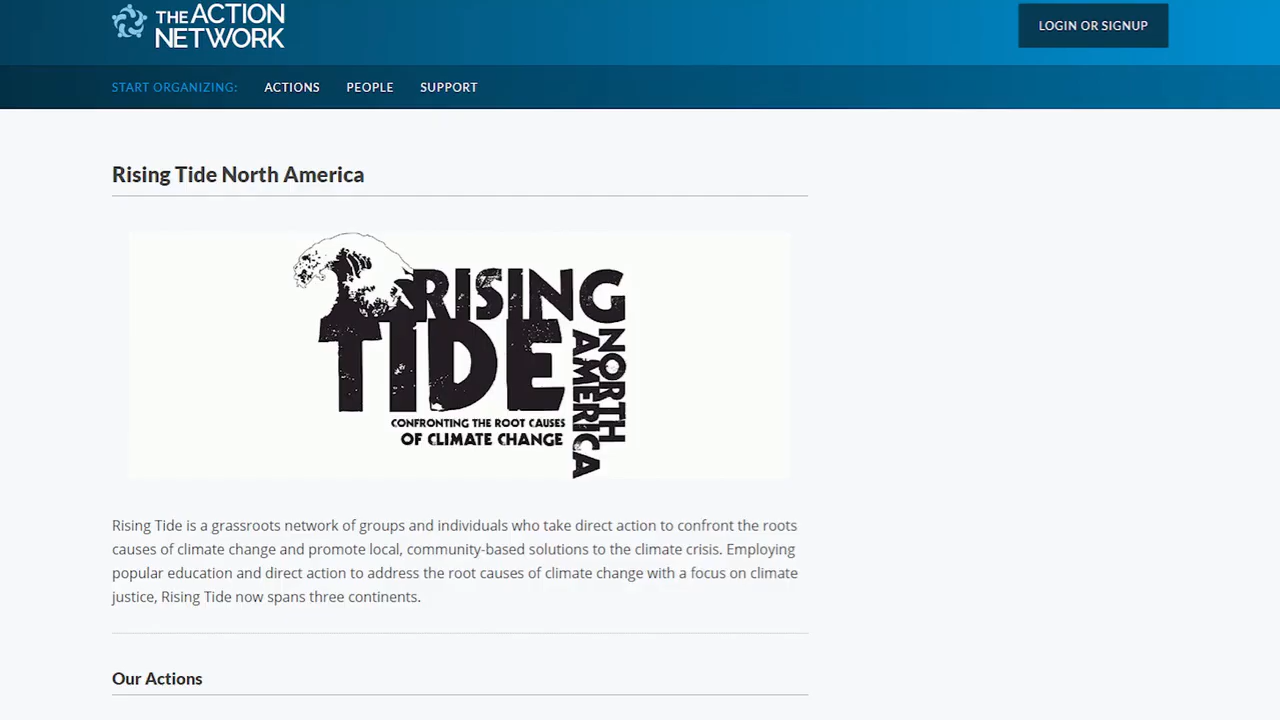 THE ACTION
NETWORK
LOGIN OR SIGNUP
START ORGANIZING: ACTIONS PEOPLE SUPPORT
Rising Tide North America
RISING
TIDE
NORTH
AMERICA
CONFRONTING THE ROOT CAUSES
OF CLIMATE CHANGE
Rising Tide is a grassroots network of groups and individuals who take direct action to confront the roots
causes of climate change and promote local, community-based solutions to the climate crisis. Employing
popular education and direct action to address the root causes of climate change with a focus on climate
justice, Rising Tide now spans three continents.
Our Actions